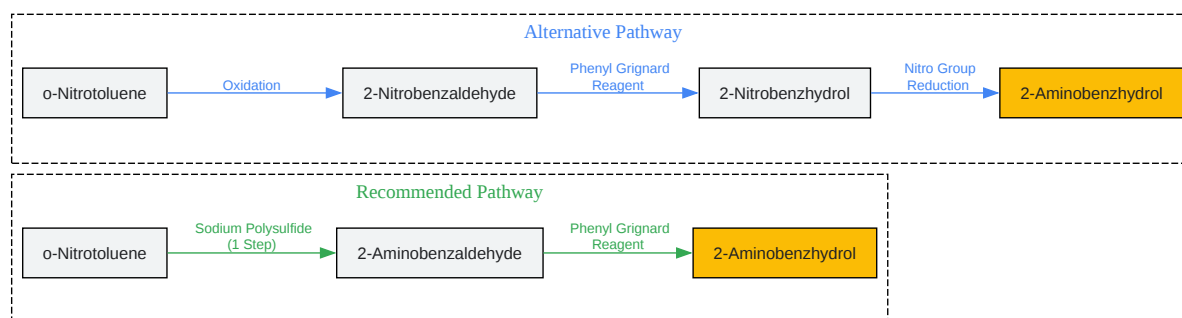 Alternative Pathway
o-Nitrotoluene
Oxidation
2-Nitrobenzaldehyde
Phenyl Grignard
Reagent
2-Nitrobenzhydrol
Nitro Group
Reduction
2-Aminobenzhydrol
Recommended Pathway
o-Nitrotoluene
Sodium Polysulfide
(1 Step)
2-Aminobenzaldehyde
Phenyl Grignard
Reagent
2-Aminobenzhydrol